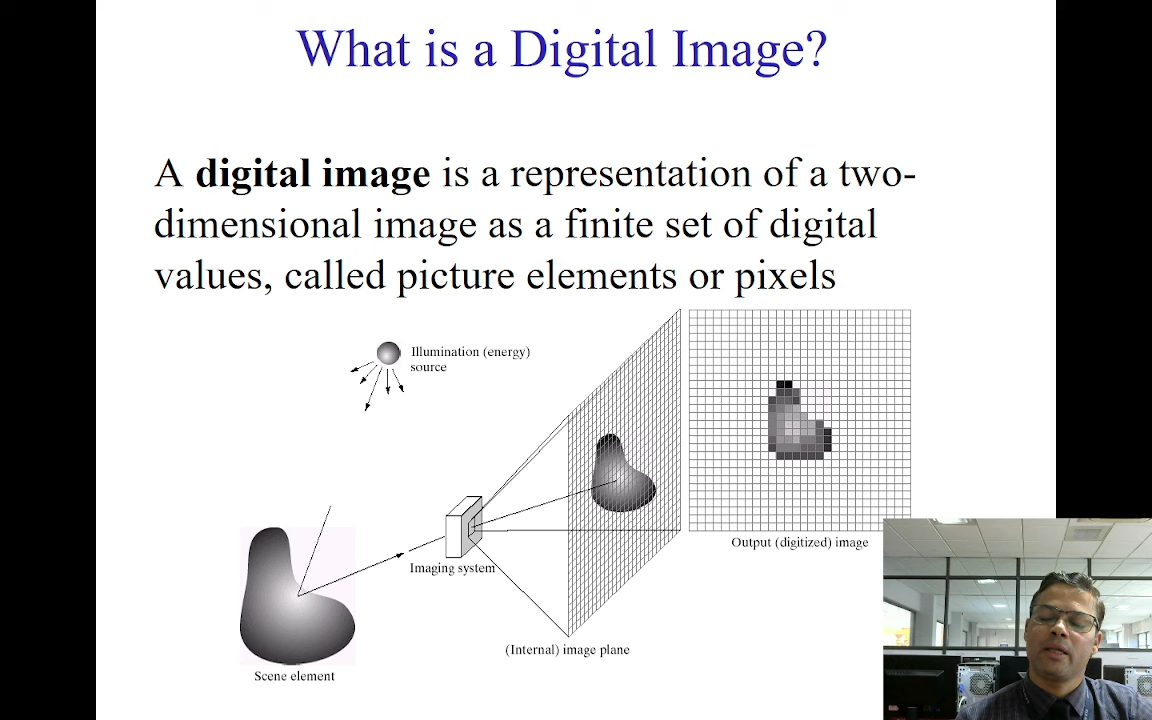 What is a Digital Image?
A digital image is a representation of a two-
dimensional image as a finite set of digital
values, called picture elements or pixels
Illumination (energy)
source
Output (digitized) image
Imaging system
(Internal) image plane
Scene element